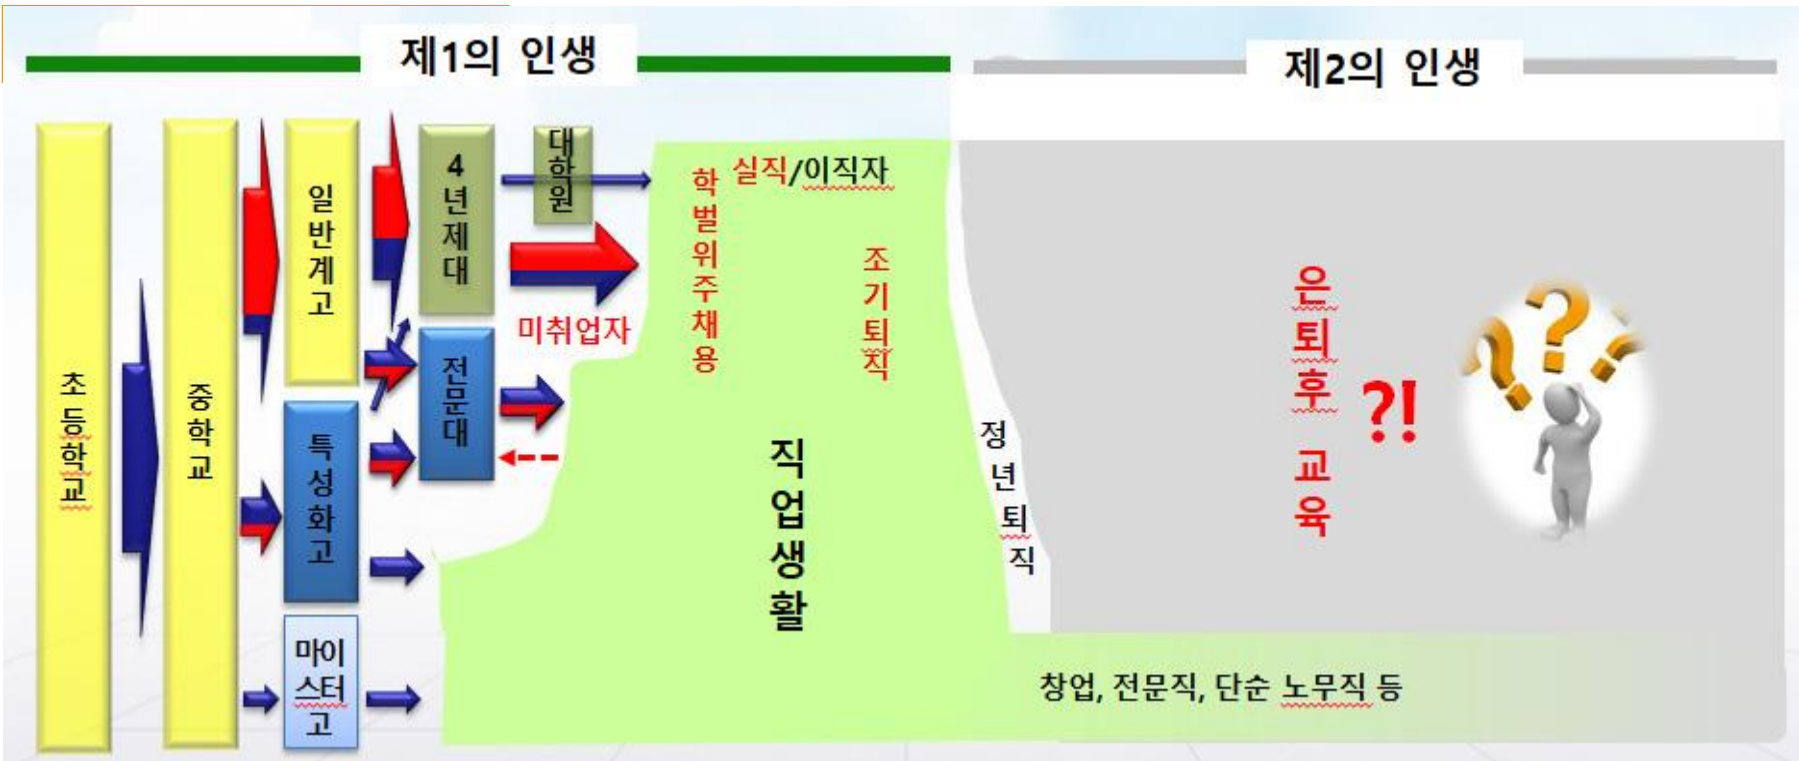 제1의 인생
제2의 인생
초등학교
중학교
일반계고
특성화고
마이
스터
고
4년제대
전문대
대학원
미취업자
학벌위주채용
실직/이직자
조기퇴직
직업생활
정년퇴직
은퇴후 교육
?!
창업, 전문직, 단순 노무직 등